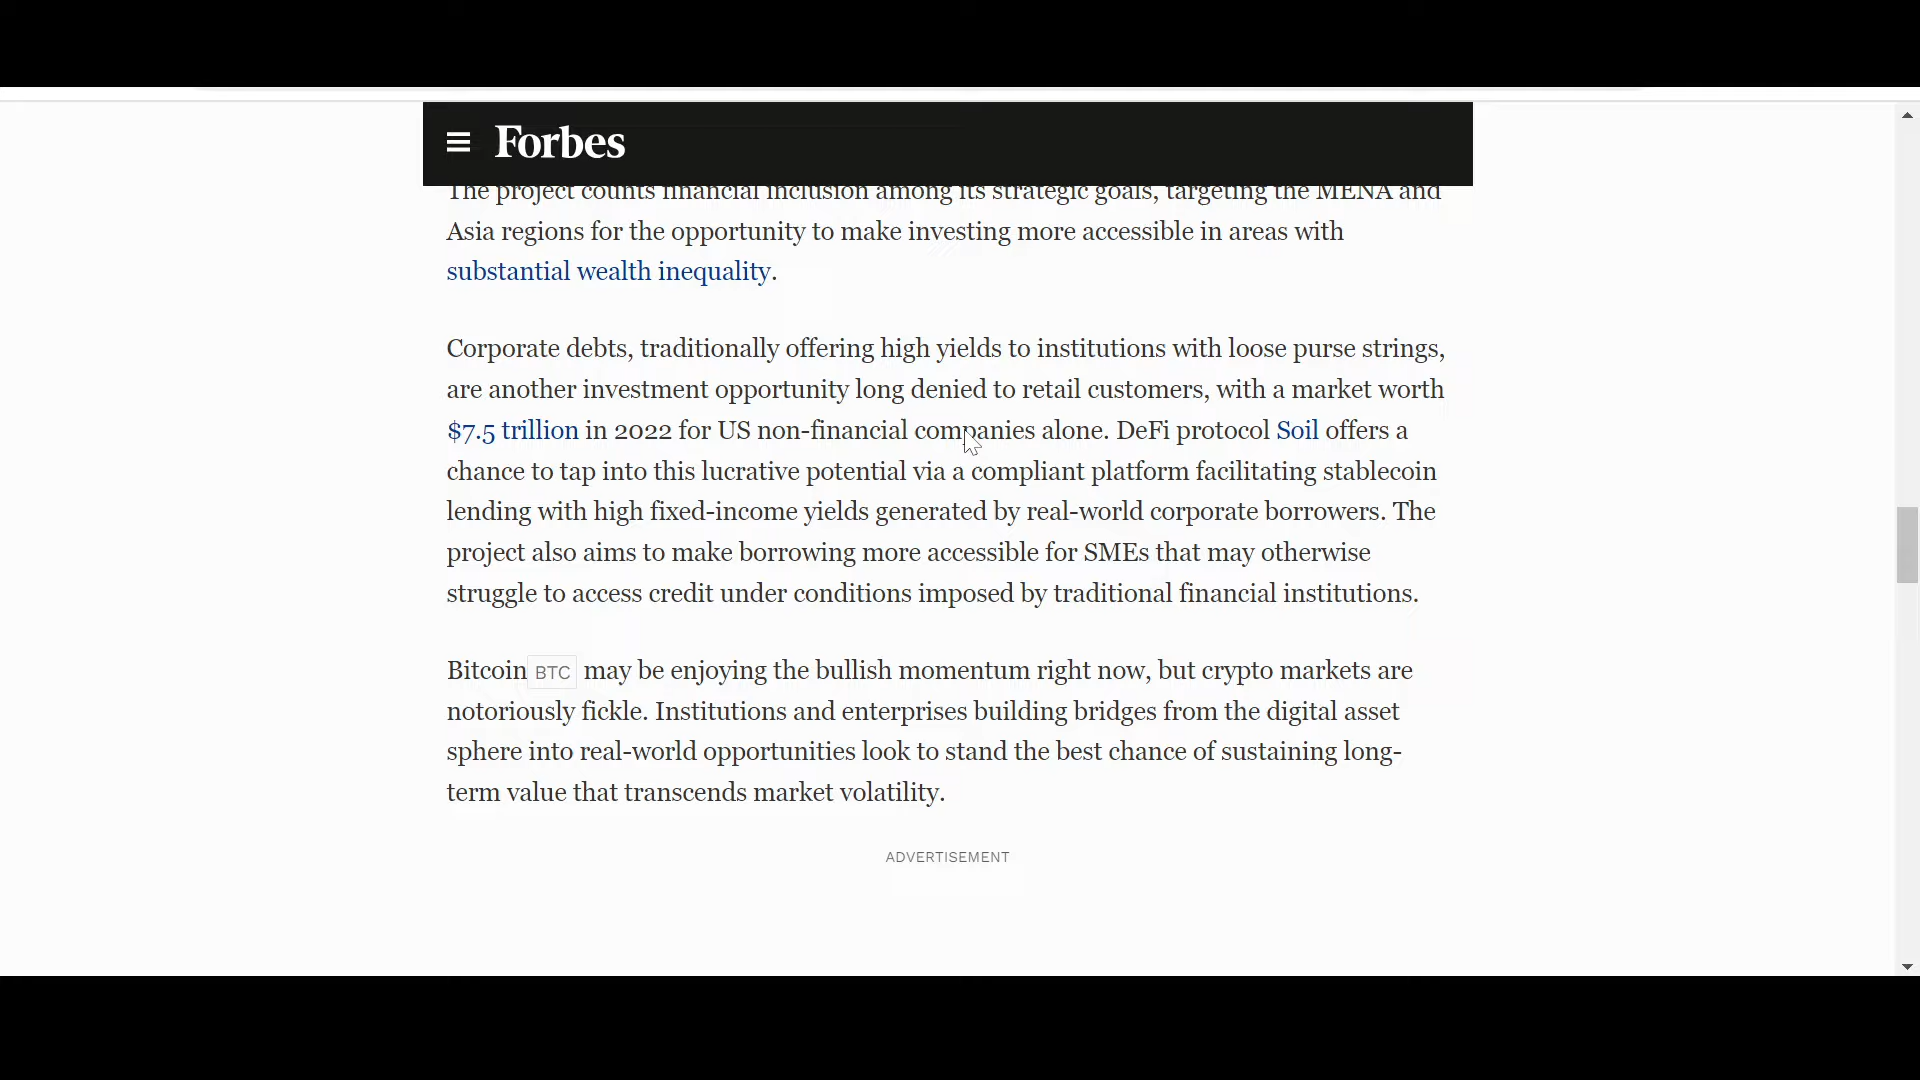 Forbes
The project counts financial inclusion among its strategic goals, targeting the MENA and
Asia regions for the opportunity to make investing more accessible in areas with
substantial wealth inequality.
Corporate debts, traditionally offering high yields to institutions with loose purse strings,
are another investment opportunity long denied to retail customers, with a market worth
$7.5 trillion in 2022 for US non-financial companies alone. DeFi protocol Soil offers a
chance to tap into this lucrative potential via a compliant platform facilitating stablecoin
lending with high fixed-income yields generated by real-world corporate borrowers. The
project also aims to make borrowing more accessible for SMEs that may otherwise
struggle to access credit under conditions imposed by traditional financial institutions.
Bitcoin BTC may be enjoying the bullish momentum right now, but crypto markets are
notoriously fickle. Institutions and enterprises building bridges from the digital asset
sphere into real-world opportunities look to stand the best chance of sustaining long-
term value that transcends market volatility.
ADVERTISEMENT